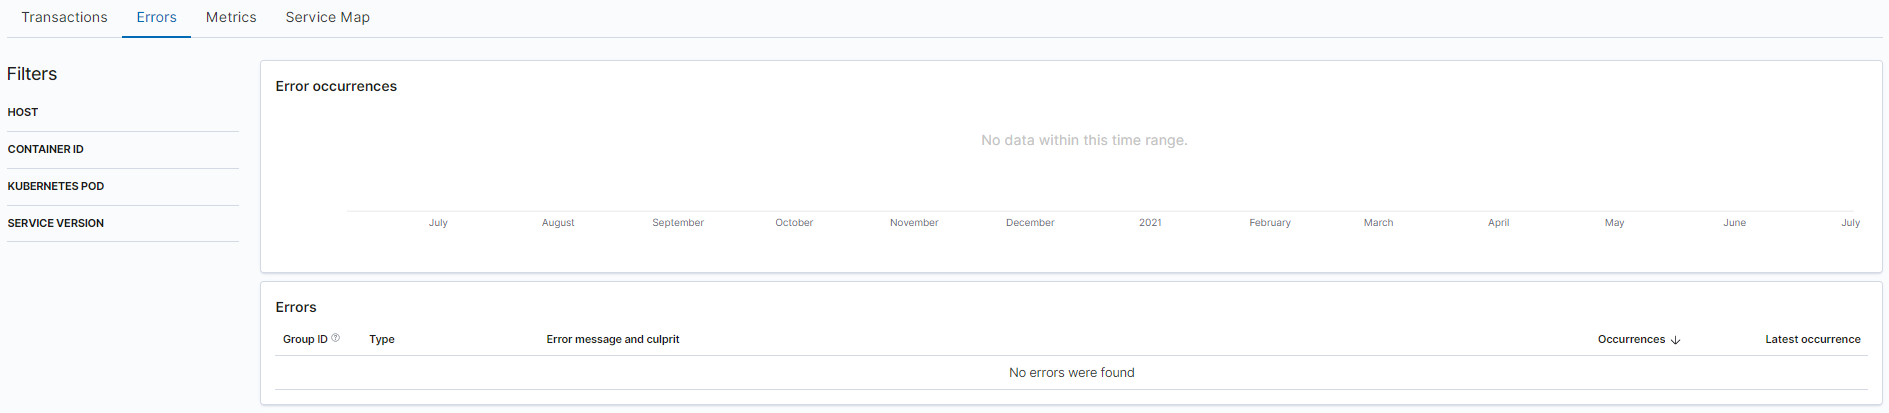 Transactions Errors Metrics Service Map
Filters
HOST
CONTAINER ID
KUBERNETES POD
SERVICE VERSION
Error occurrences
No data within this time range.
July August September October November December 2021 February March April May June July
Errors
Group ID Type Error message and culprit Occurrences Latest occurrence
No errors were found